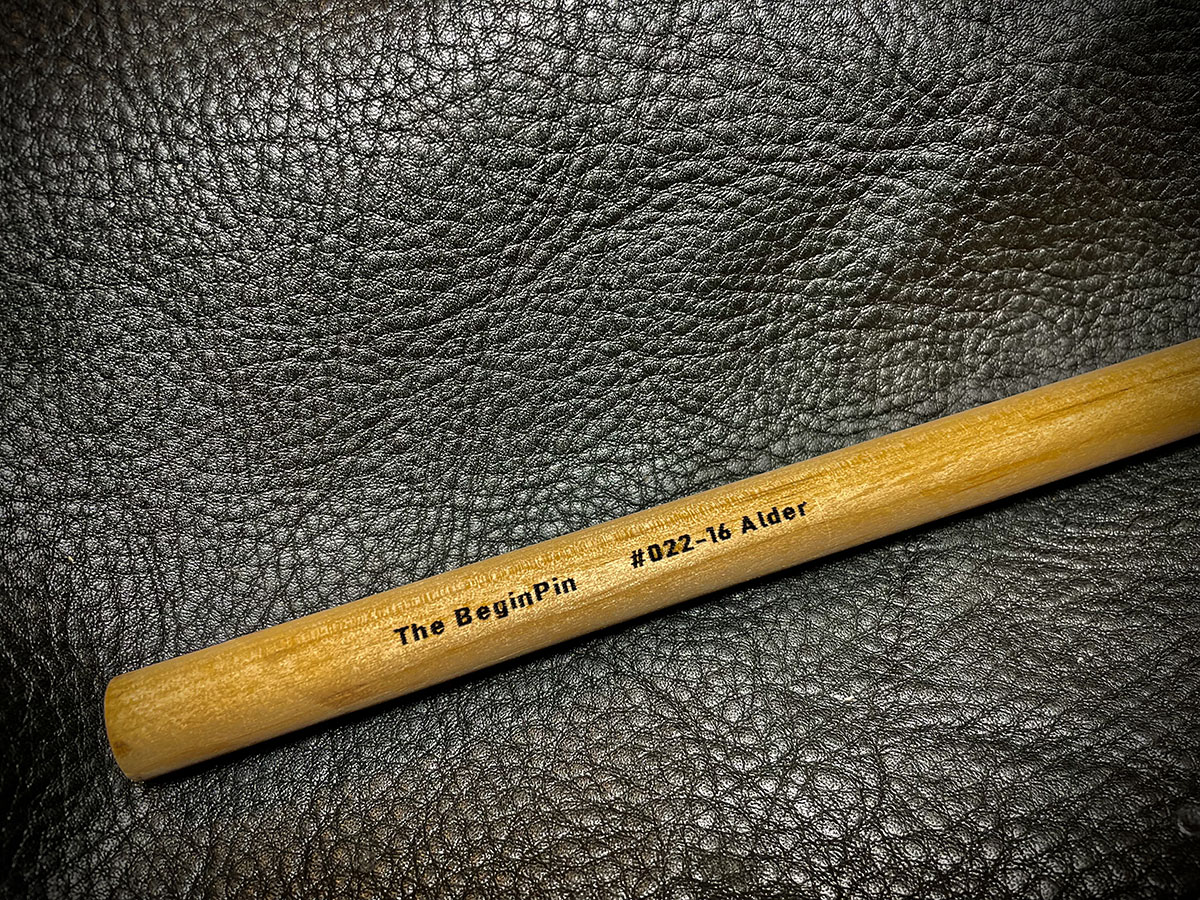 The BeginPin #022-16 Alder